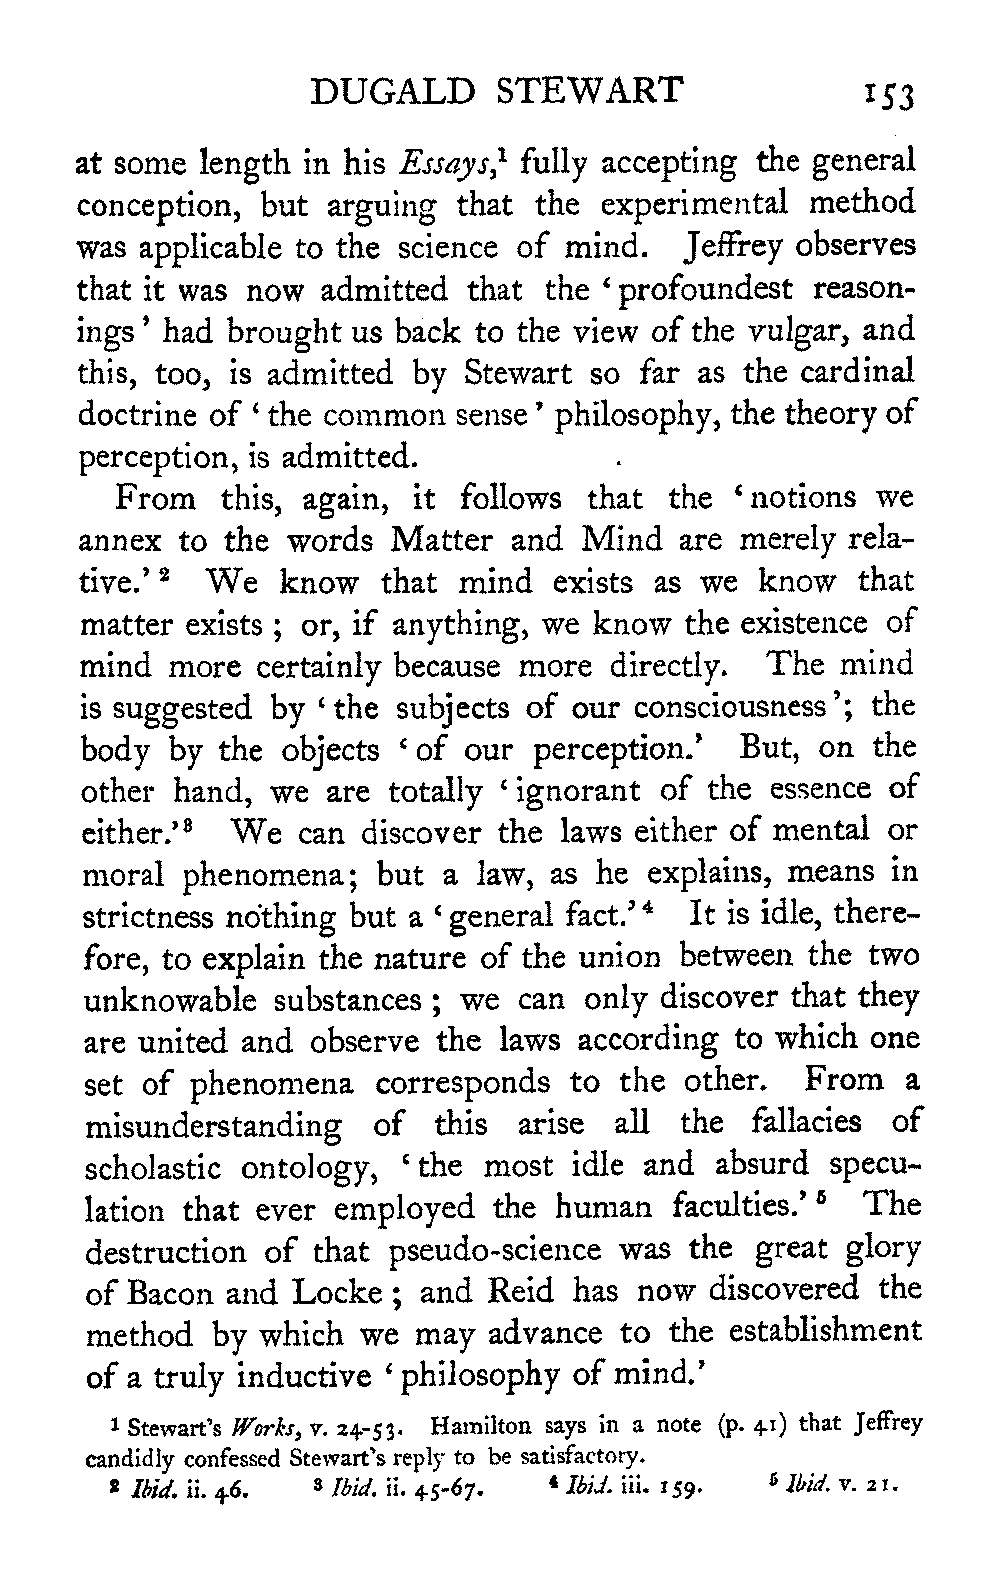 DUGALD STEWART 153
at some length in his Essays,¹ fully accepting the general
conception, but arguing that the experimental method
was applicable to the science of mind. Jeffrey observes
that it was now admitted that the ‘profoundest reason-
ings’ had brought us back to the view of the vulgar, and
this, too, is admitted by Stewart so far as the cardinal
doctrine of ‘the common sense’ philosophy, the theory of
perception, is admitted.
From this, again, it follows that the ‘notions we
annex to the words Matter and Mind are merely rela-
tive.’² We know that mind exists as we know that
matter exists; or, if anything, we know the existence of
mind more certainly because more directly. The mind
is suggested by ‘the subjects of our consciousness’; the
body by the objects ‘of our perception.’ But, on the
other hand, we are totally ‘ignorant of the essence of
either.’³ We can discover the laws either of mental or
moral phenomena; but a law, as he explains, means in
strictness nothing but a ‘general fact.’⁴ It is idle, there-
fore, to explain the nature of the union between the two
unknowable substances; we can only discover that they
are united and observe the laws according to which one
set of phenomena corresponds to the other. From a
misunderstanding of this arise all the fallacies of
scholastic ontology, ‘the most idle and absurd specu-
lation that ever employed the human faculties.’⁵ The
destruction of that pseudo-science was the great glory
of Bacon and Locke; and Reid has now discovered the
method by which we may advance to the establishment
of a truly inductive ‘philosophy of mind.’
¹ Stewart's Works, v. 24-53. Hamilton says in a note (p. 41) that Jeffrey
candidly confessed Stewart's reply to be satisfactory.
² Ibid. ii. 46. ³ Ibid. ii. 45-67. ⁴ Ibid. iii. 159. ⁵ Ibid. v. 21.